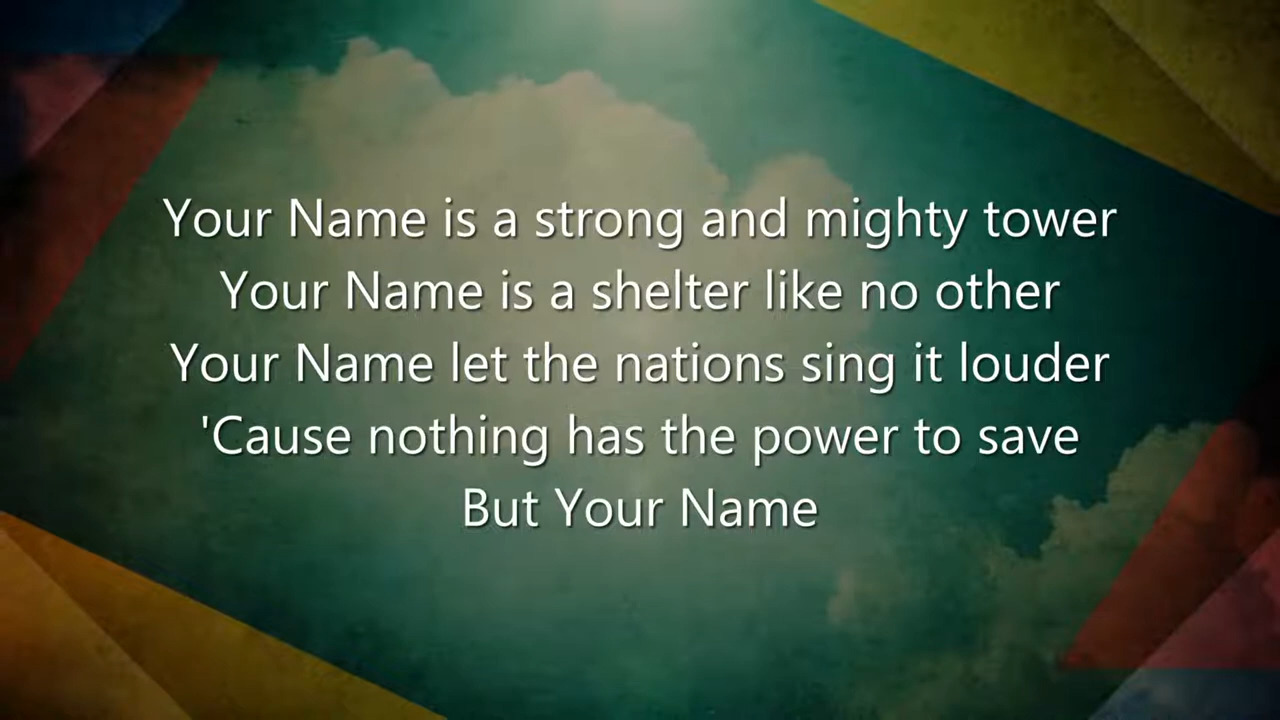 Your Name is a strong and mighty tower
Your Name is a shelter like no other
Your Name let the nations sing it louder
'Cause nothing has the power to save
But Your Name